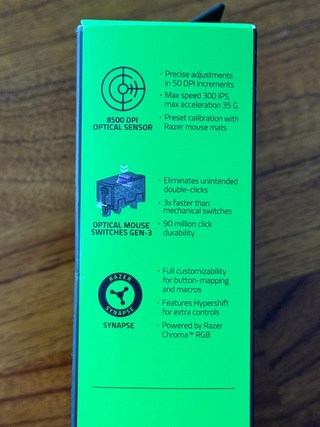 8500 DPI
OPTICAL SENSOR
· Precise adjustments
in 50 DPI increments
· Max speed 300 IPS,
max acceleration 35 G
· Preset calibration with
Razer mouse mats
OPTICAL MOUSE
SWITCHES GEN-3
· Eliminates unintended
double-clicks
· 3x faster than
mechanical switches
· 90 million click
durability
RAZER
SYNAPSE
SYNAPSE
· Full customizability
for button-mapping
and macros
· Features Hypershift
for extra controls
· Powered by Razer
Chroma™ RGB